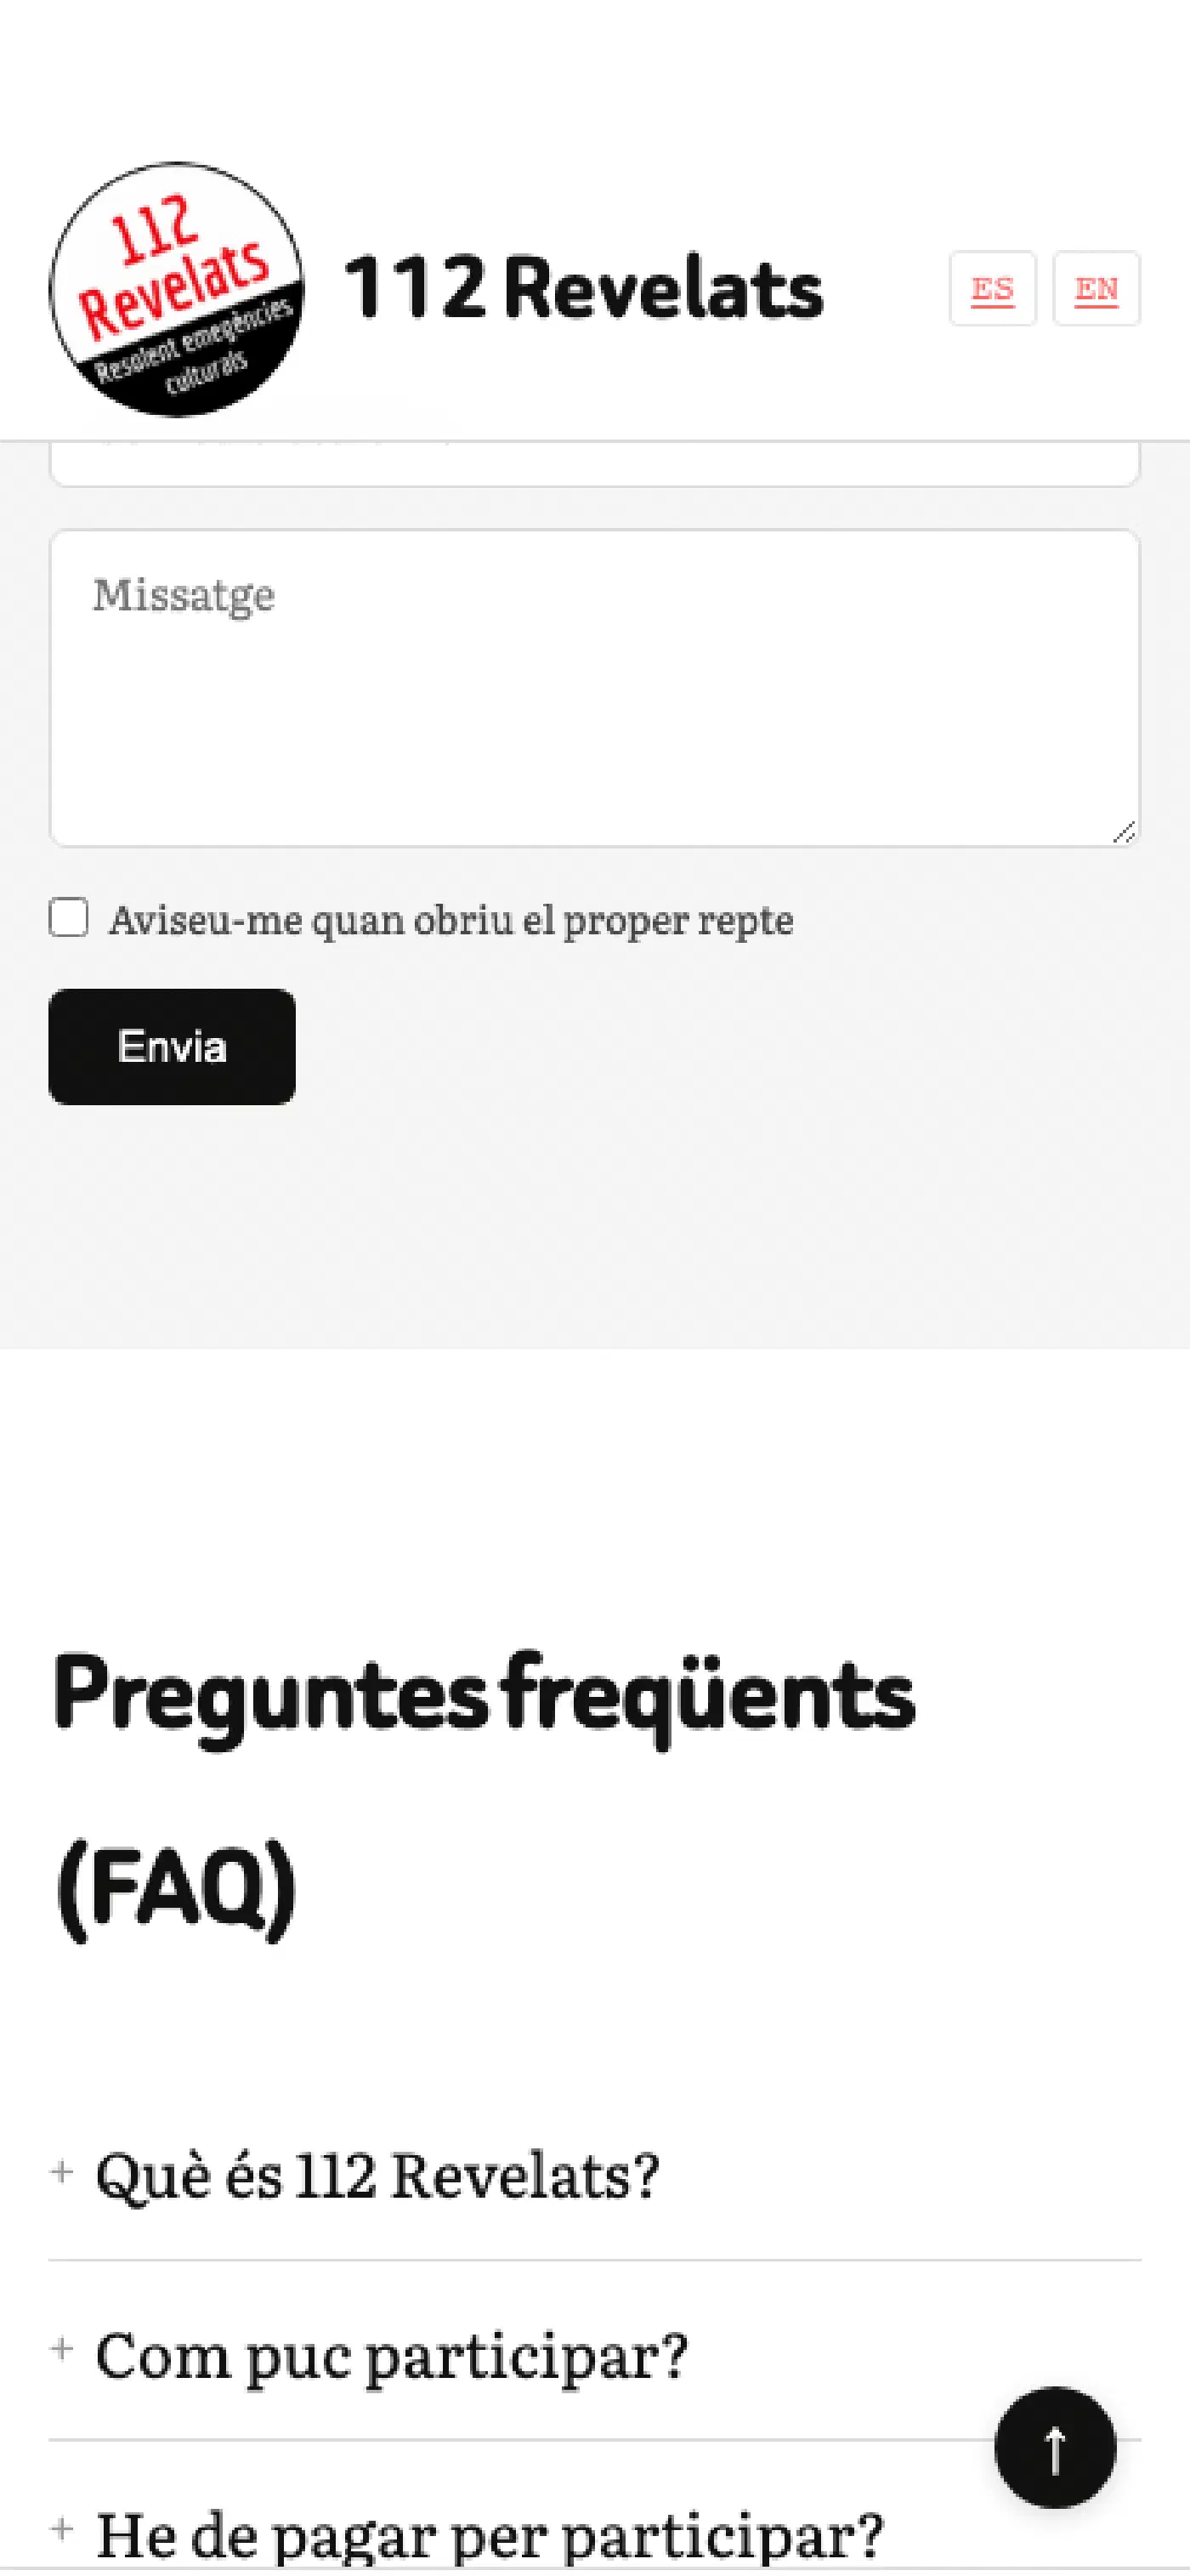 112
Revelats
Resolent emegències
culturals
112 Revelats
ES EN
Missatge
Aviseu-me quan obriu el proper repte
Envia
Preguntes freqüents
(FAQ)
+ Què és 112 Revelats?
+ Com puc participar?
↑
+ He de pagar per participar?